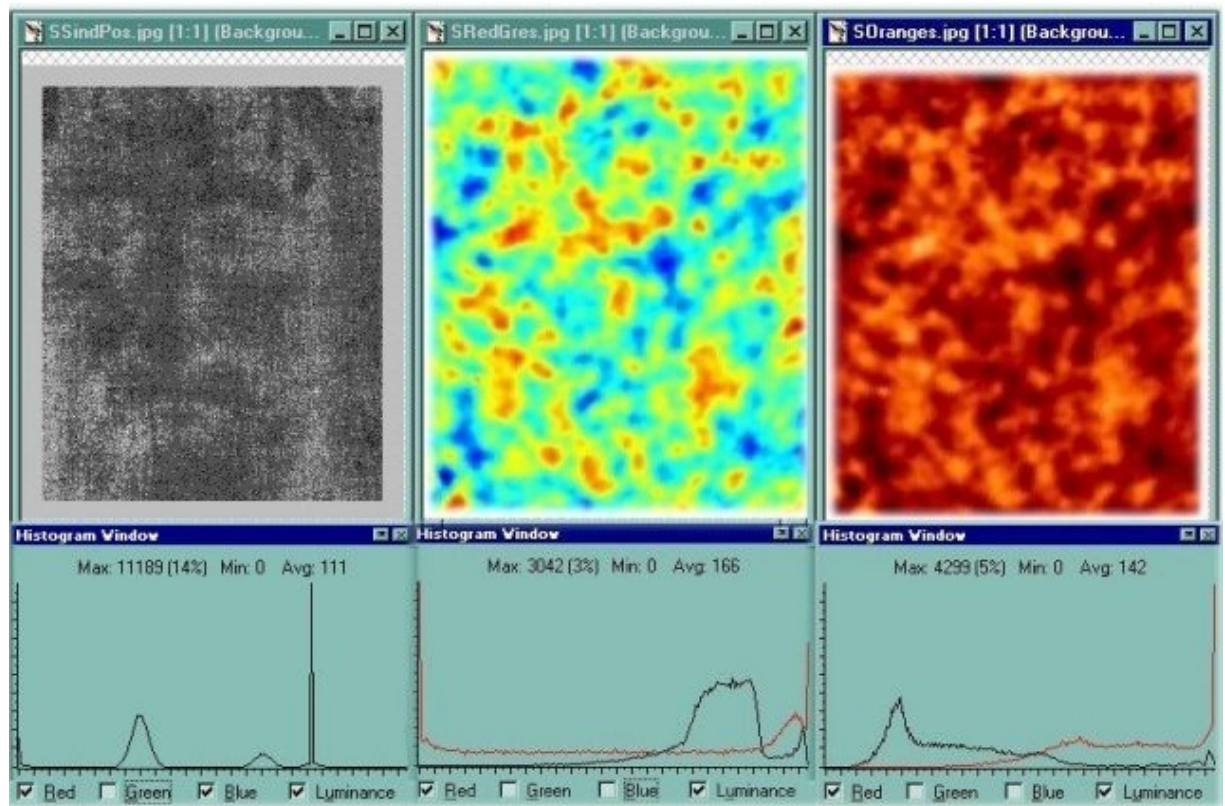 SSindPos.jpg [1:1] (Backgrou...
SRedGres.jpg [1:1] (Backgrou...
SOranges.jpg [1:1] (Backgrou...
Histogram Window
Max: 11189 (14%) Min: 0 Avg: 111
Red Green Blue Luminance
Histogram Window
Max: 3042 (3%) Min: 0 Avg: 166
Red Green Blue Luminance
Histogram Window
Max: 4299 (5%) Min: 0 Avg: 142
Red Green Blue Luminance